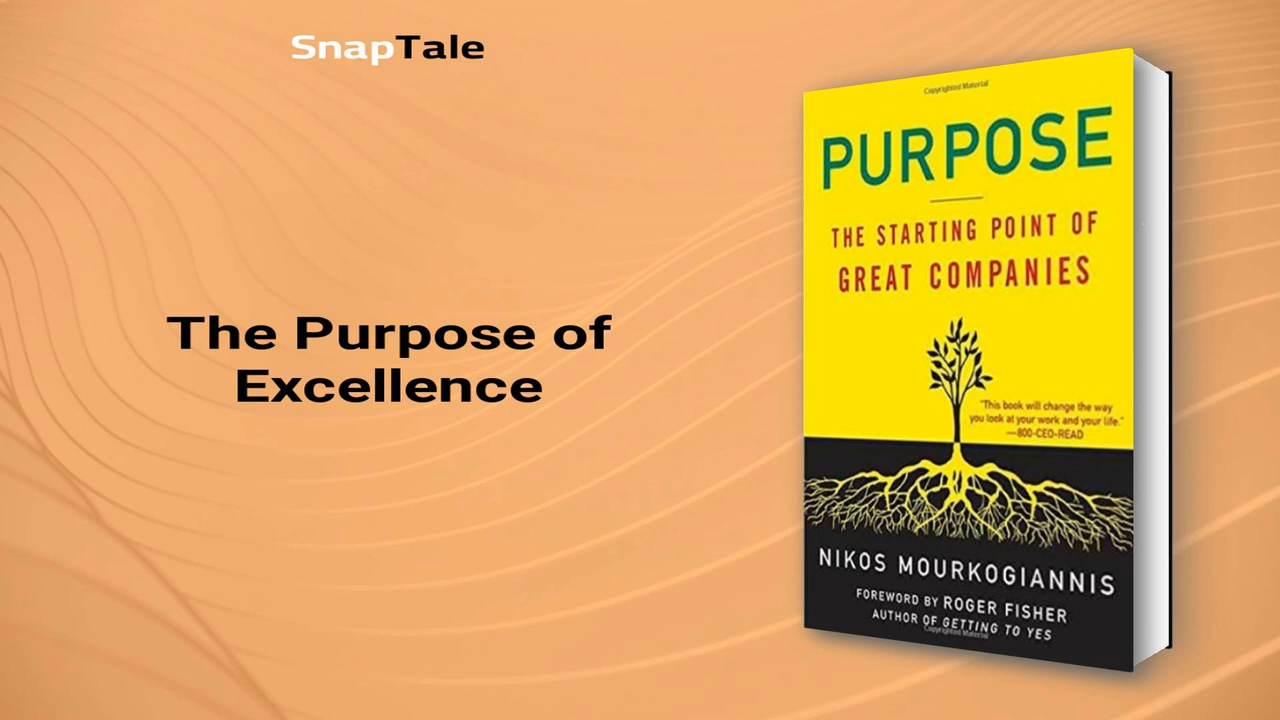 SnapTale
The Purpose of
Excellence
Copyrighted Material
PURPOSE
THE STARTING POINT OF
GREAT COMPANIES
"This book will change the way
you look at your work and your life."
—800-CEO-READ
NIKOS MOURKOGIANNIS
FOREWORD BY ROGER FISHER
AUTHOR OF GETTING TO YES
Copyrighted Material